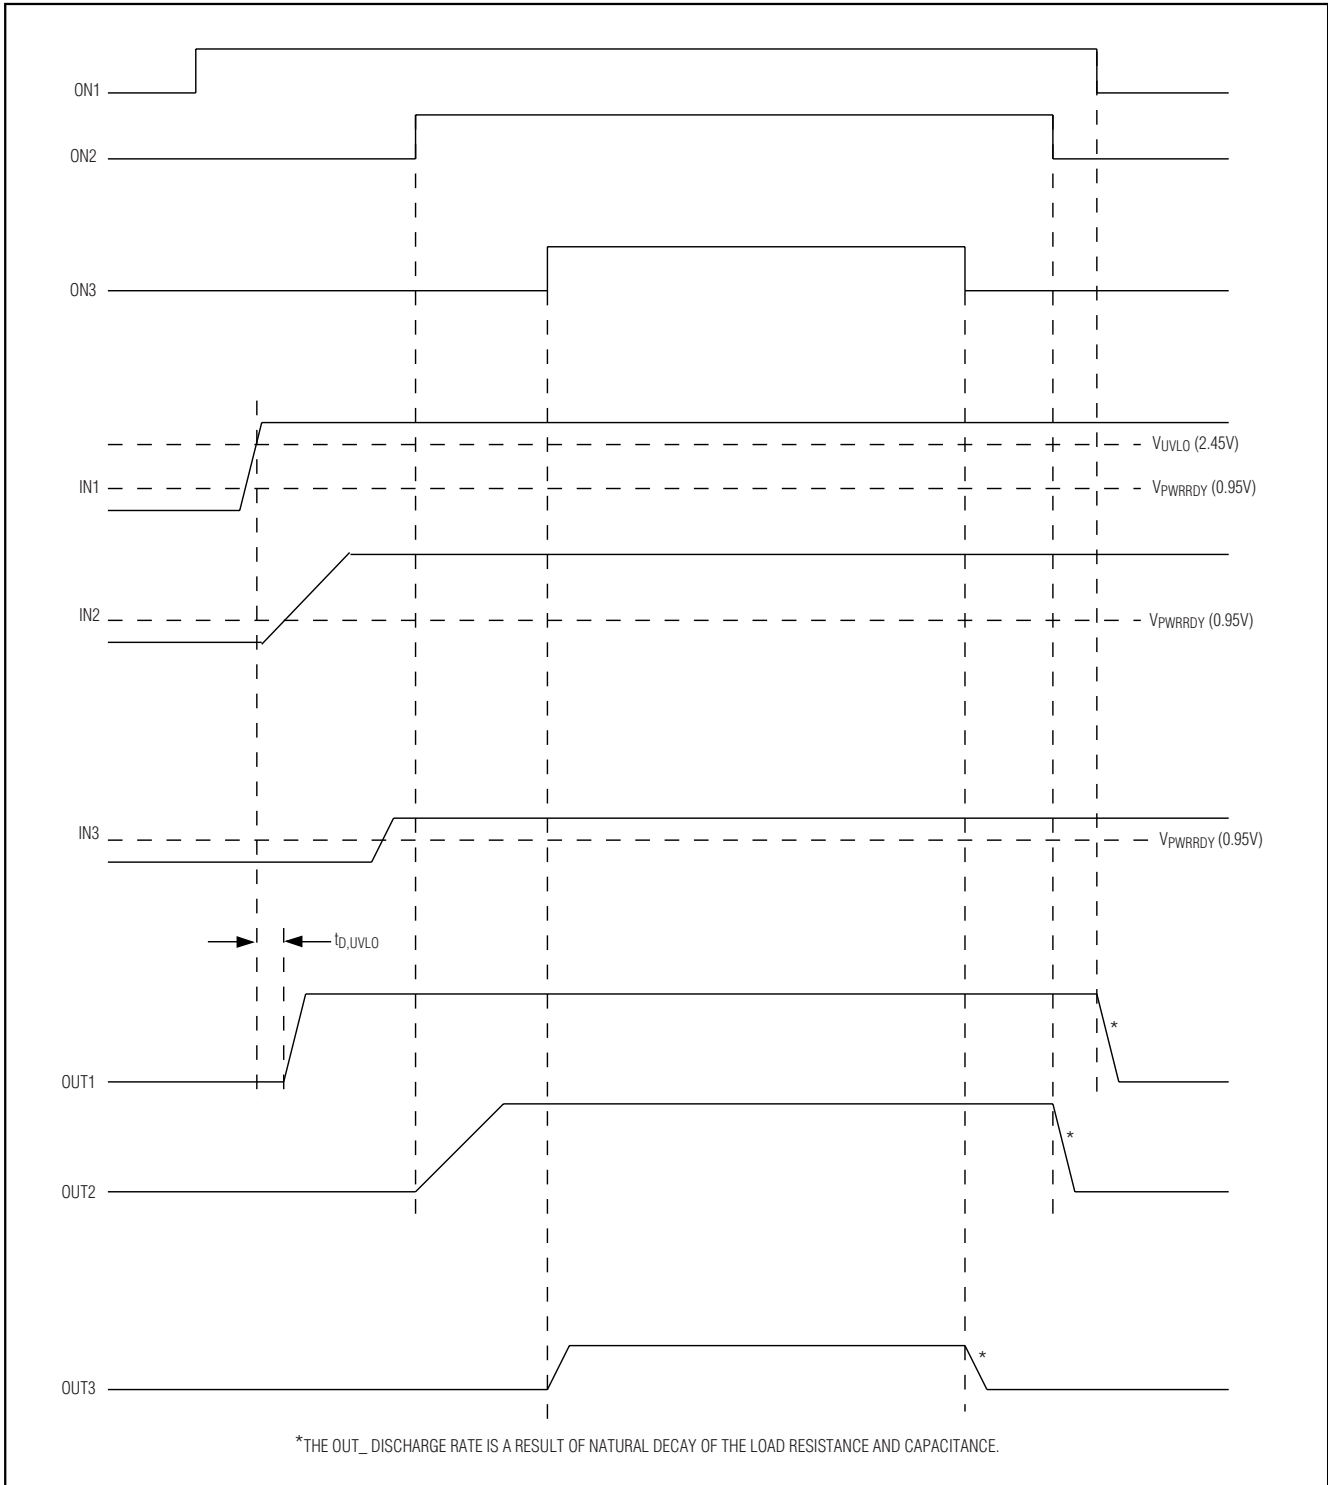 ON1
ON2
ON3
VUVLO (2.45V)
IN1
VPWRRDY (0.95V)
IN2
VPWRRDY (0.95V)
IN3
VPWRRDY (0.95V)
tD,UVLO
*
OUT1
*
OUT2
*
OUT3
*THE OUT_ DISCHARGE RATE IS A RESULT OF NATURAL DECAY OF THE LOAD RESISTANCE AND CAPACITANCE.